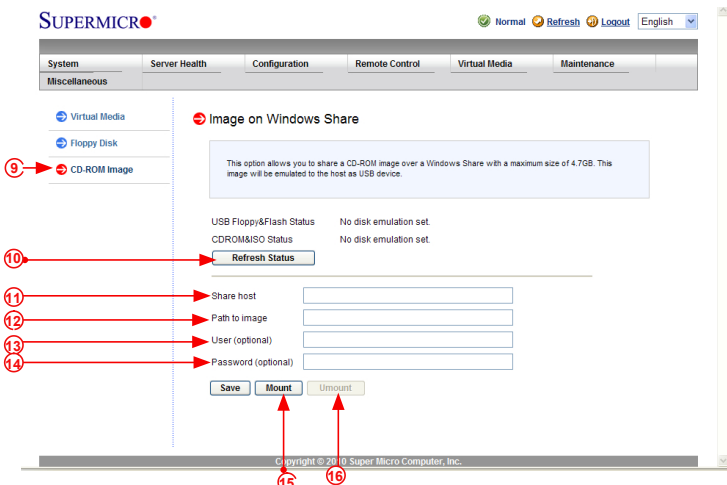 SUPERMICR®
Normal Refresh Logout English
System Server Health Configuration Remote Control Virtual Media Maintenance
Miscellaneous
Virtual Media
Floppy Disk
9 CD-ROM Image
Image on Windows Share
This option allows you to share a CD-ROM image over a Windows Share with a maximum size of 4.7GB. This
image will be emulated to the host as USB device.
USB Floppy&Flash Status No disk emulation set.
CDROM&ISO Status No disk emulation set.
10 Refresh Status
11 Share host
12 Path to image
13 User (optional)
14 Password (optional)
Save Mount Umount
Copyright © 2010 Super Micro Computer, Inc.
15 16